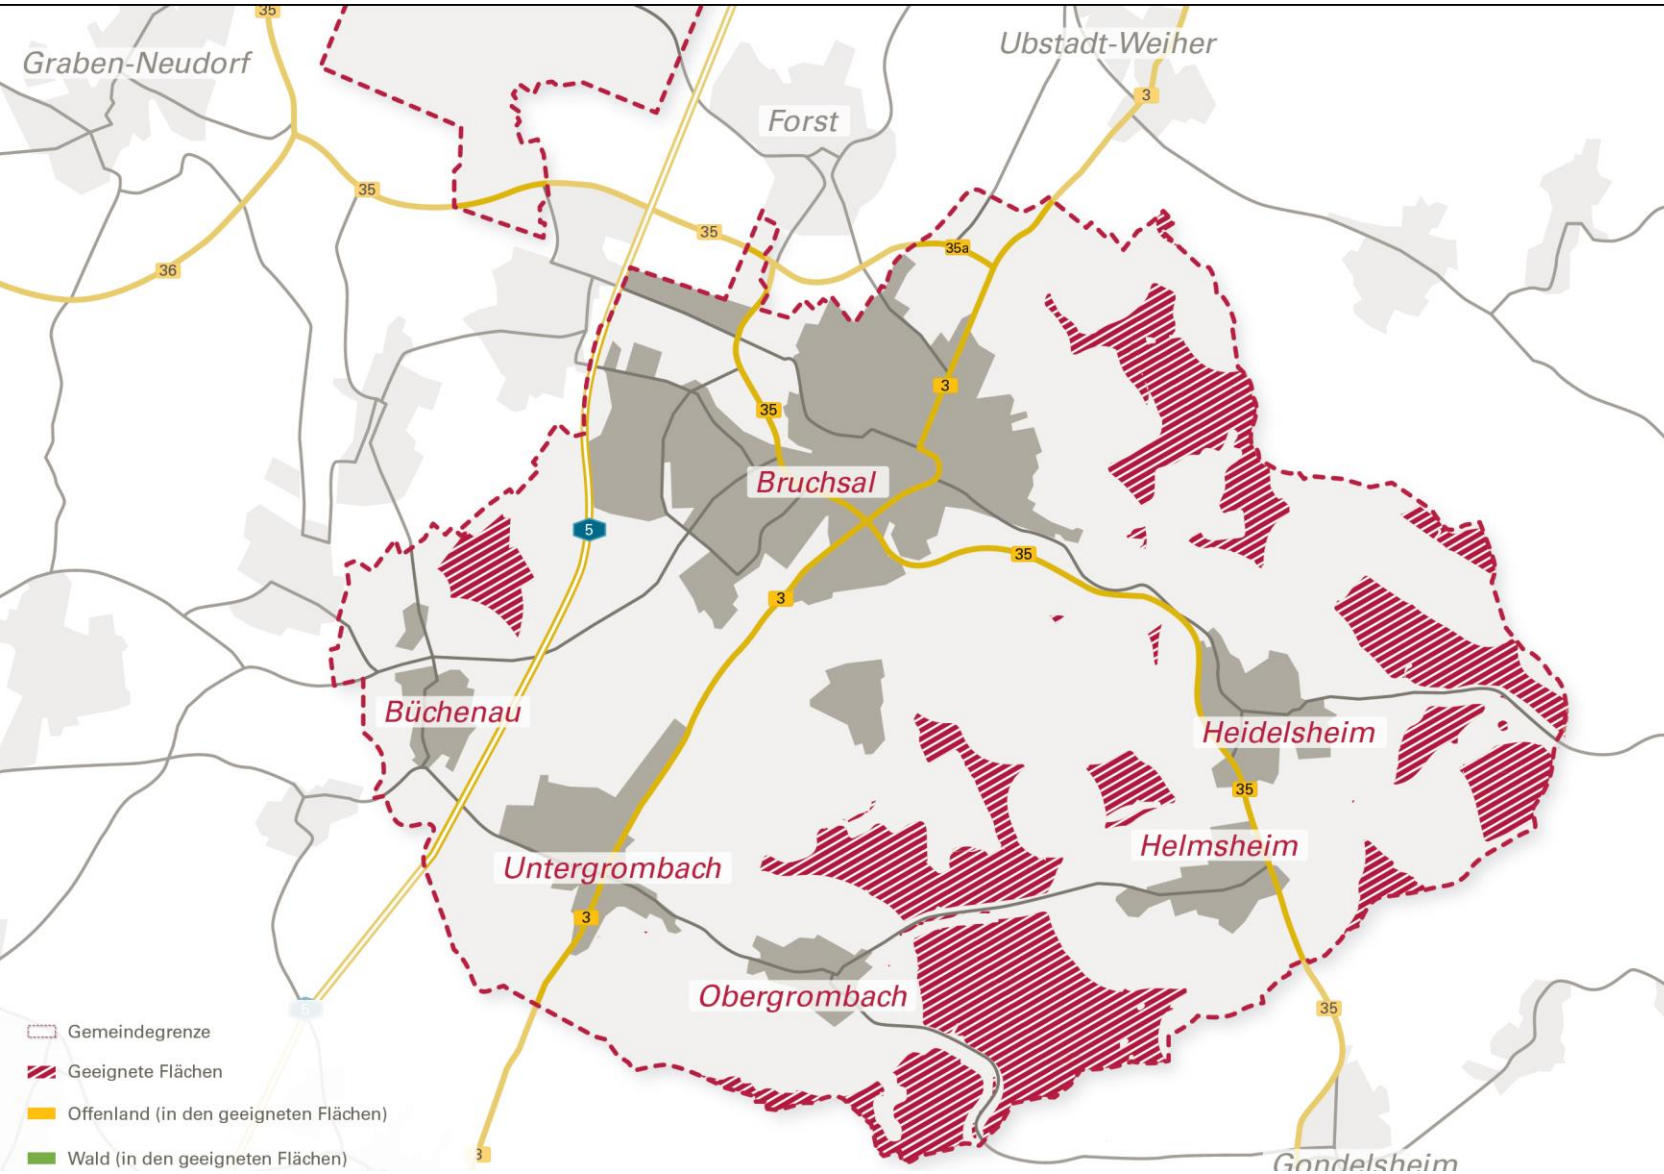 35
Graben-Neudorf
Ubstadt-Weiher
3
Forst
35
36
35
35a
3
35
Bruchsal
5
35
3
Büchenau
Heidelsheim
35
Helmsheim
Untergrombach
3
Obergrombach
5
35
Gemeindegrenze
Geeignete Flächen
Offenland (in den geeigneten Flächen)
Wald (in den geeigneten Flächen)
3
Gondelsheim